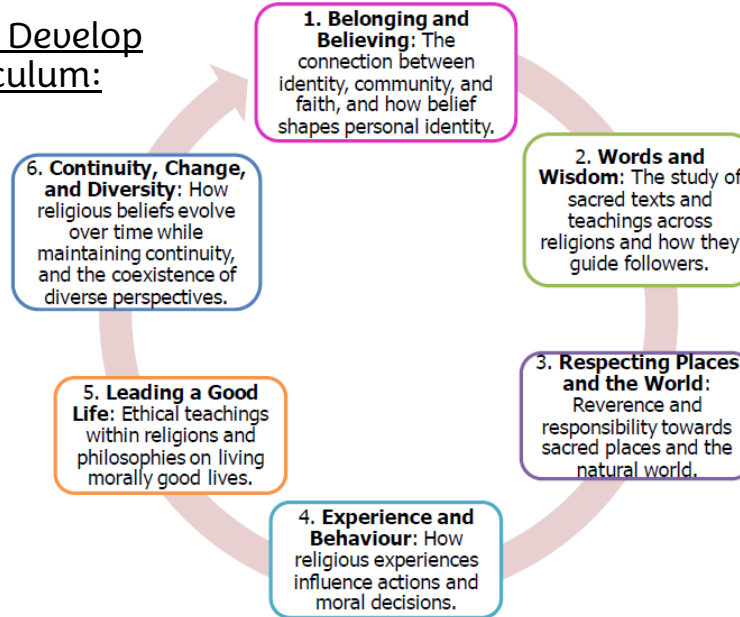 Develop
culum:
1. Belonging and
Believing: The
connection between
identity, community, and
faith, and how belief
shapes personal identity.
2. Words and
Wisdom: The study of
sacred texts and
teachings across
religions and how they
guide followers.
3. Respecting Places
and the World:
Reverence and
responsibility towards
sacred places and the
natural world.
4. Experience and
Behaviour: How
religious experiences
influence actions and
moral decisions.
5. Leading a Good
Life: Ethical teachings
within religions and
philosophies on living
morally good lives.
6. Continuity, Change,
and Diversity: How
religious beliefs evolve
over time while
maintaining continuity,
and the coexistence of
diverse perspectives.